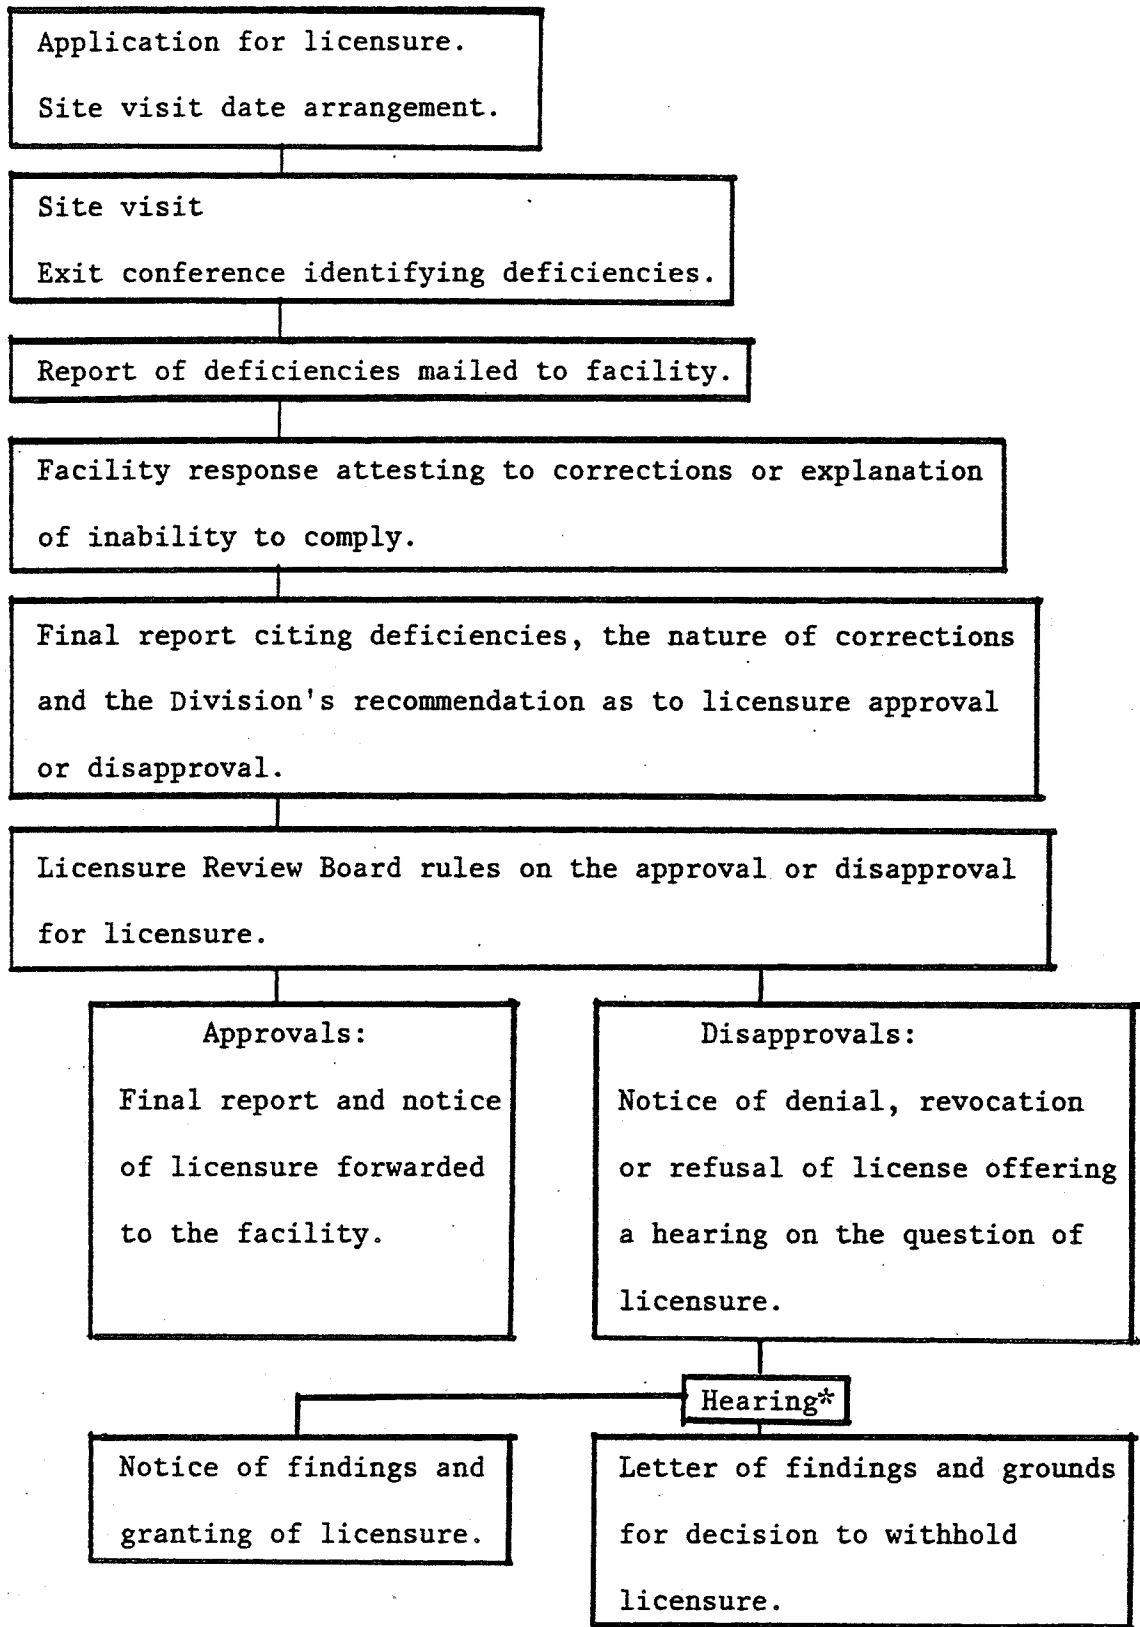 Application for licensure.
Site visit date arrangement.
Site visit
Exit conference identifying deficiencies.
Report of deficiencies mailed to facility.
Facility response attesting to corrections or explanation
of inability to comply.
Final report citing deficiencies, the nature of corrections
and the Division's recommendation as to licensure approval
or disapproval.
Licensure Review Board rules on the approval or disapproval
for licensure.
Approvals:
Final report and notice
of licensure forwarded
to the facility.
Disapprovals:
Notice of denial, revocation
or refusal of license offering
a hearing on the question of
licensure.
Hearing*
Notice of findings and
granting of licensure.
Letter of findings and grounds
for decision to withhold
licensure.